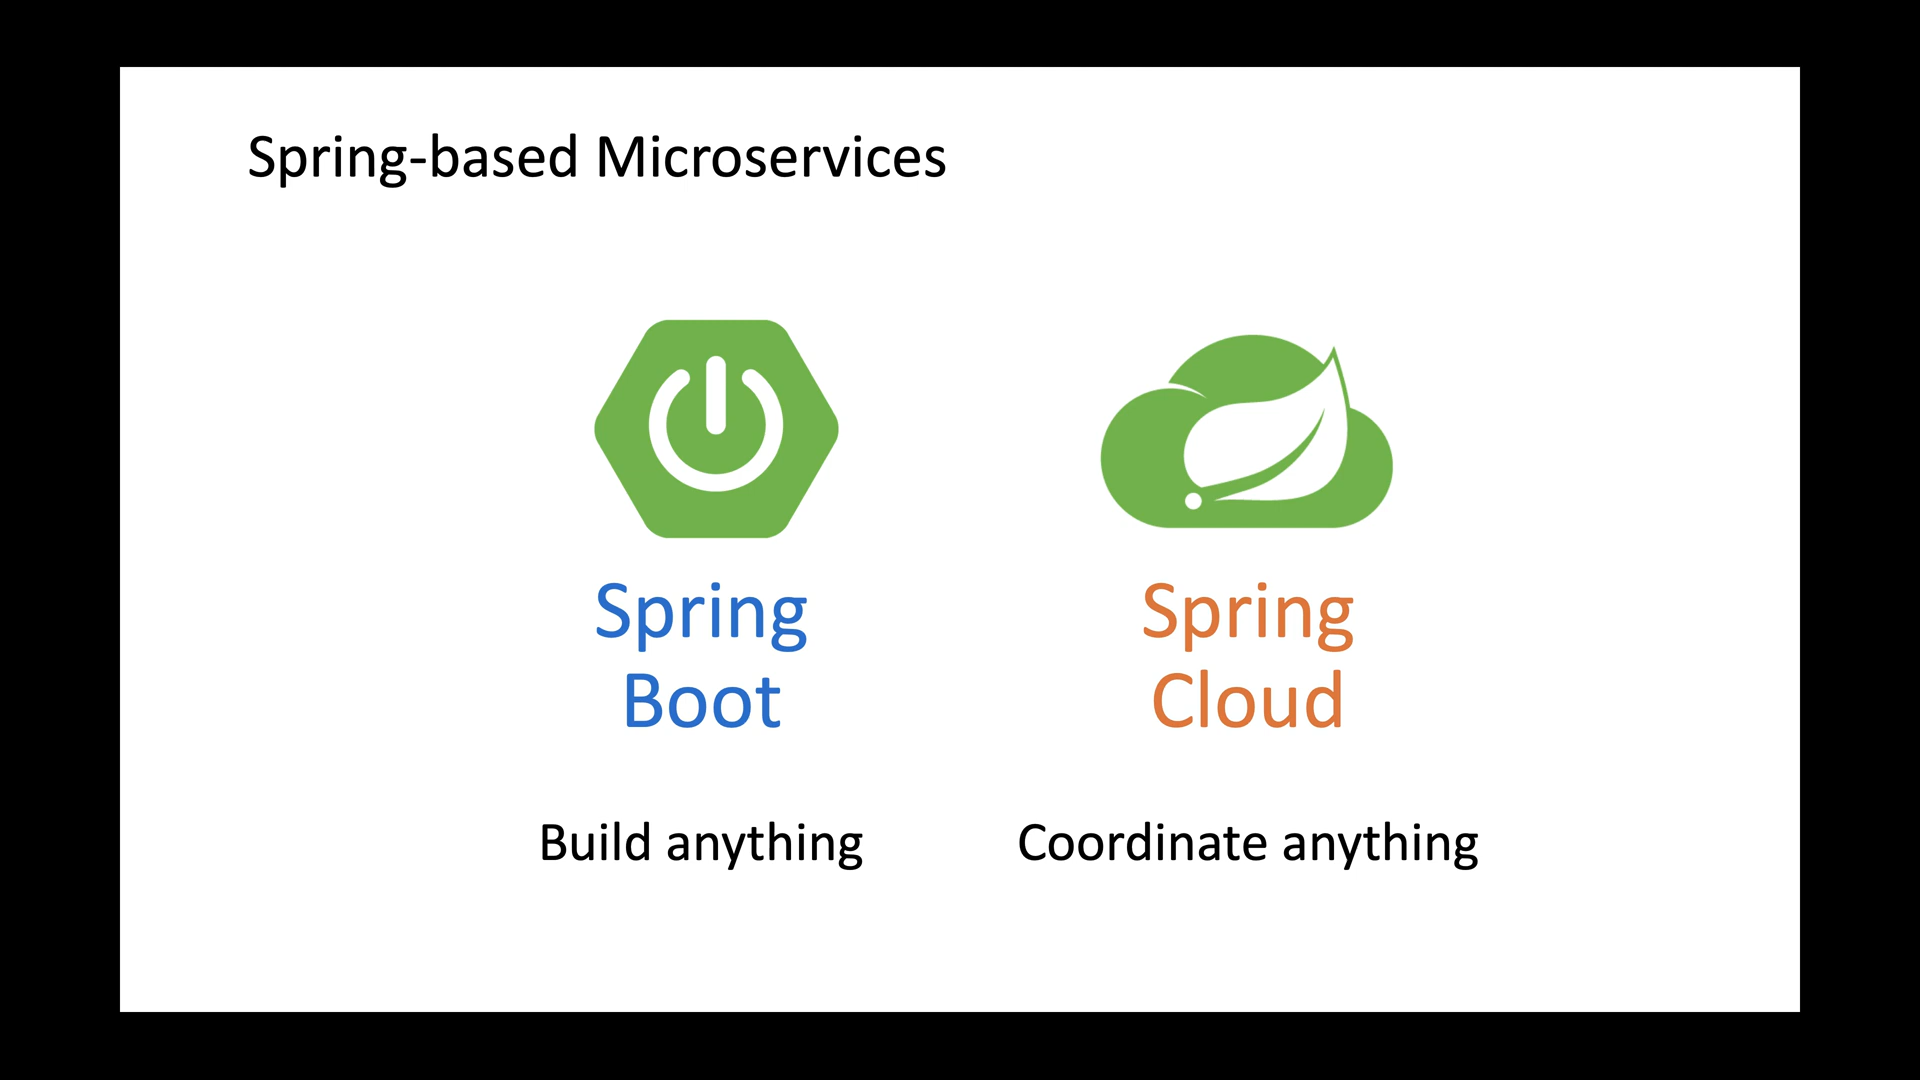 Spring-based Microservices
Spring
Boot
Spring
Cloud
Build anything
Coordinate anything